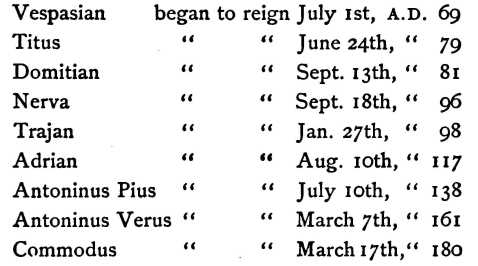 Vespasian began to reign July 1st, A.D. 69
Titus “ “ June 24th, “ 79
Domitian “ “ Sept. 13th, “ 81
Nerva “ “ Sept. 18th, “ 96
Trajan “ “ Jan. 27th, “ 98
Adrian “ “ Aug. 10th, “ 117
Antoninus Pius “ “ July 10th, “ 138
Antoninus Verus “ “ March 7th, “ 161
Commodus “ “ March 17th, “ 180